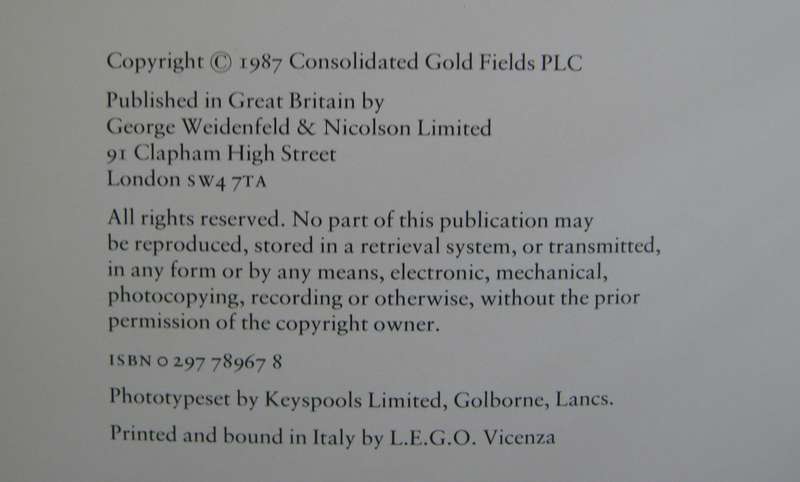 Copyright © 1987 Consolidated Gold Fields PLC
Published in Great Britain by
George Weidenfeld & Nicolson Limited
91 Clapham High Street
London SW4 7TA
All rights reserved. No part of this publication may
be reproduced, stored in a retrieval system, or transmitted,
in any form or by any means, electronic, mechanical,
photocopying, recording or otherwise, without the prior
permission of the copyright owner.
ISBN 0 297 78967 8
Phototypeset by Keyspools Limited, Golborne, Lancs.
Printed and bound in Italy by L.E.G.O. Vicenza